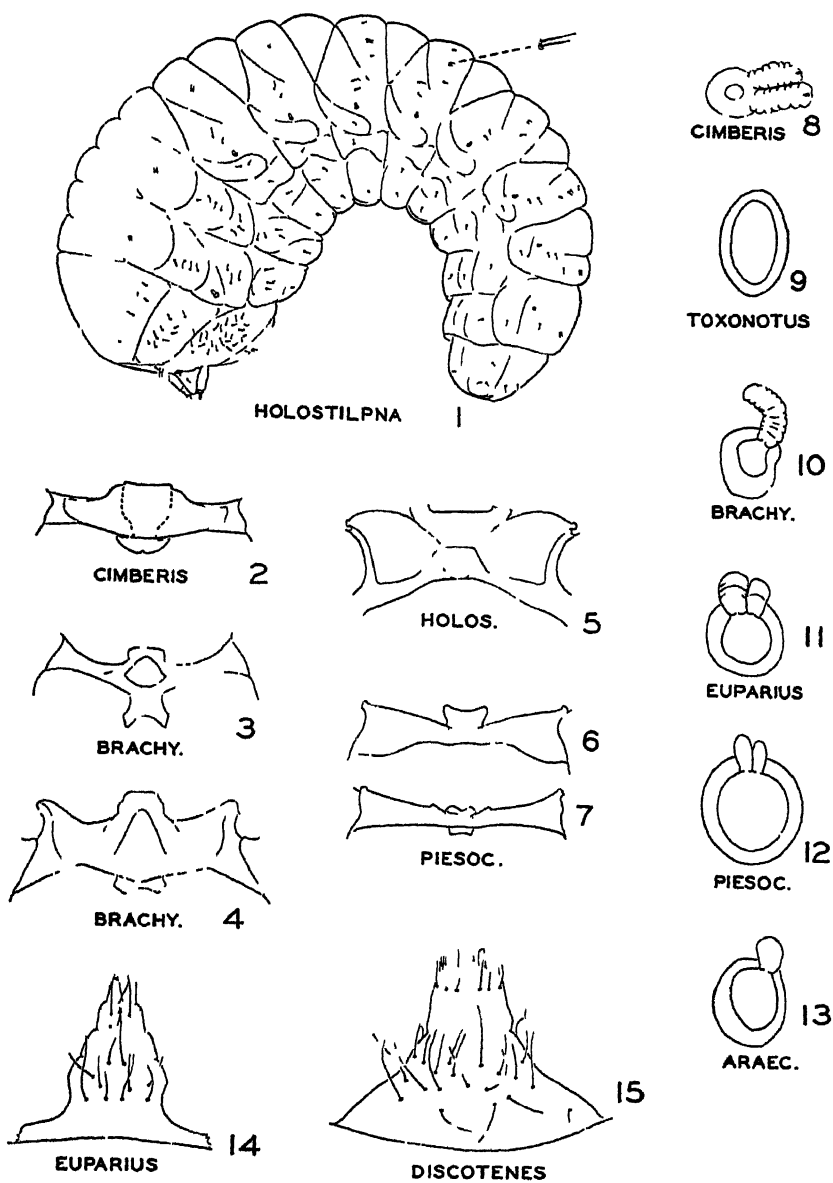 HOLOSTILPNA 1
CIMBERIS 2
BRACHY. 3
BRACHY. 4
HOLOS. 5
6
7
PIESOC.
CIMBERIS 8
9
TOXONOTUS
10
BRACHY.
11
EUPARIUS
12
PIESOC.
13
ARAEC.
14
EUPARIUS
15
DISCOTENES